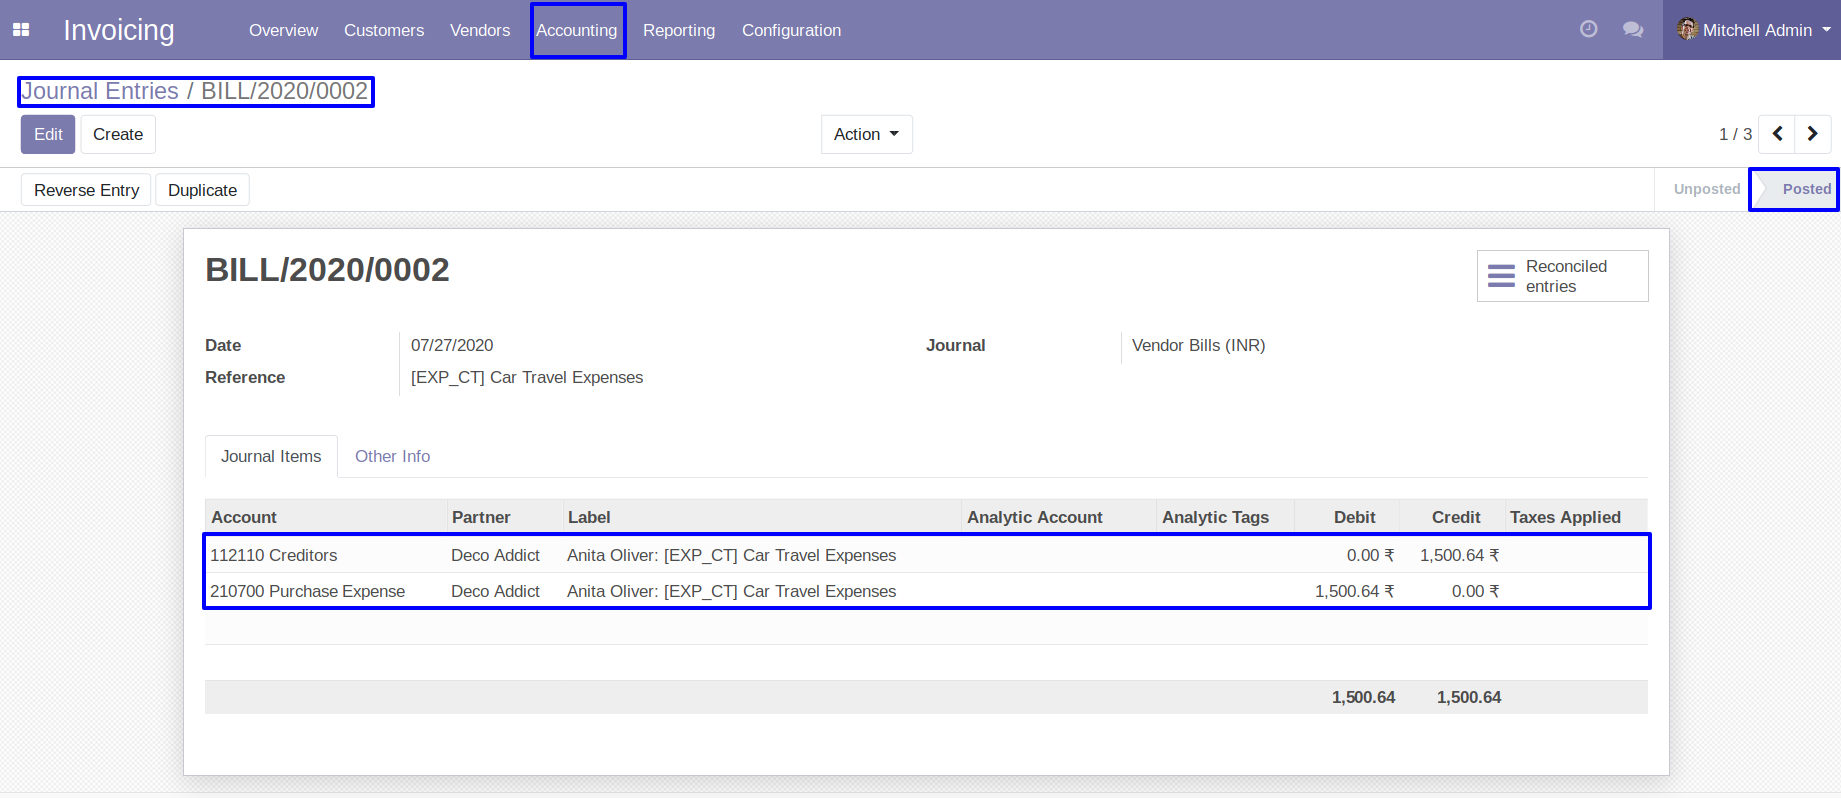 Invoicing Overview Customers Vendors Accounting Reporting Configuration Mitchell Admin
Journal Entries / BILL/2020/0002
Edit Create Action 1 / 3
Reverse Entry Duplicate Unposted Posted
BILL/2020/0002
Reconciled
entries
Date 07/27/2020 Journal Vendor Bills (INR)
Reference [EXP_CT] Car Travel Expenses
Journal Items Other Info
Account Partner Label Analytic Account Analytic Tags Debit Credit Taxes Applied
112110 Creditors Deco Addict Anita Oliver: [EXP_CT] Car Travel Expenses 0.00 ₹ 1,500.64 ₹
210700 Purchase Expense Deco Addict Anita Oliver: [EXP_CT] Car Travel Expenses 1,500.64 ₹ 0.00 ₹
1,500.64 1,500.64